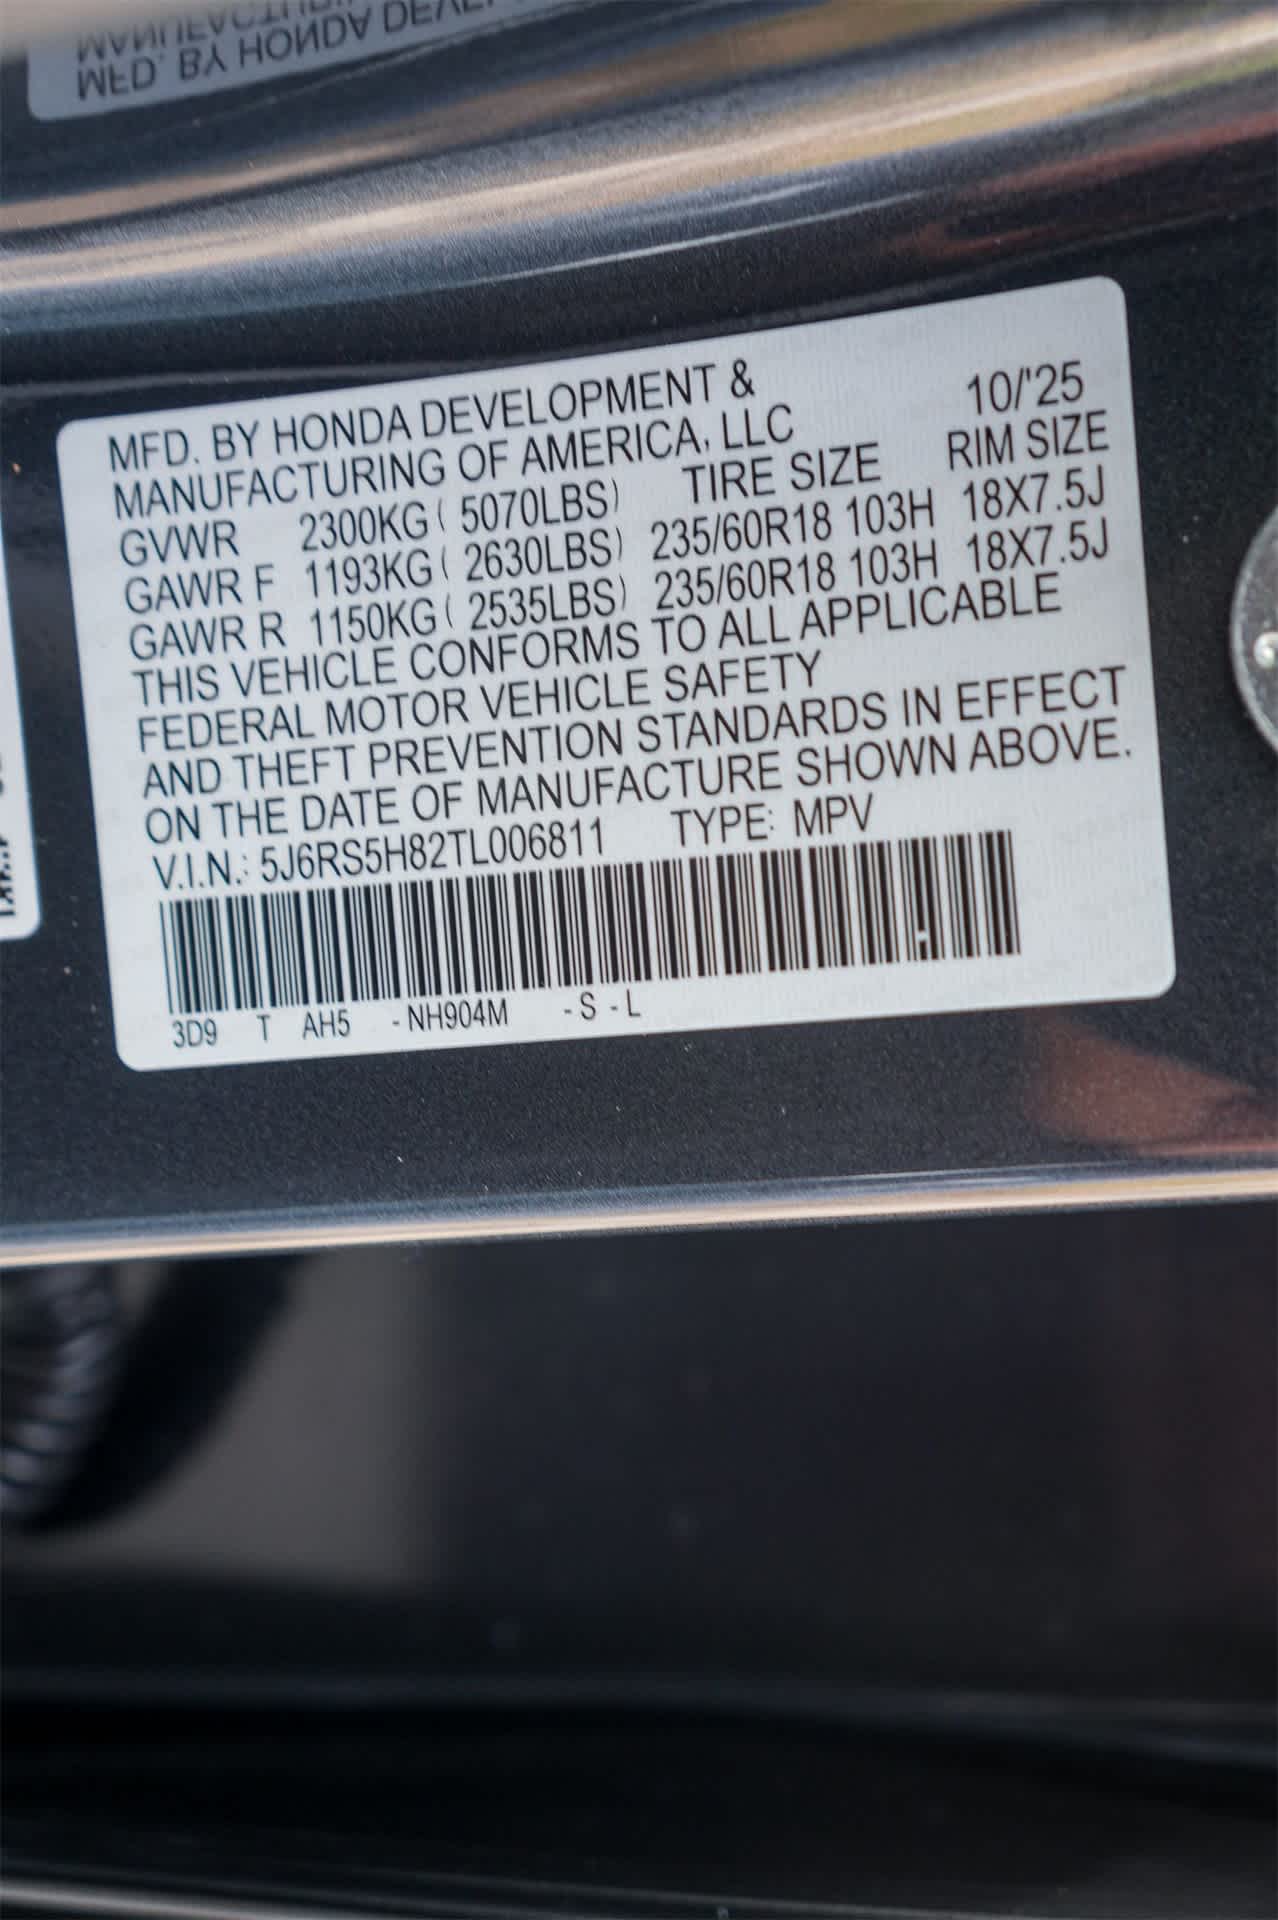 MFD. BY HONDA DEVELOPMENT & 10/'25
MANUFACTURING OF AMERICA, LLC
TIRE SIZE RIM SIZE
GVWR 2300KG ( 5070LBS)
GAWR F 1193KG ( 2630LBS) 235/60R18 103H 18X7.5J
GAWR R 1150KG ( 2535LBS) 235/60R18 103H 18X7.5J
THIS VEHICLE CONFORMS TO ALL APPLICABLE
FEDERAL MOTOR VEHICLE SAFETY
AND THEFT PREVENTION STANDARDS IN EFFECT
ON THE DATE OF MANUFACTURE SHOWN ABOVE.
V.I.N.: 5J6RS5H82TL006811 TYPE: MPV
3D9 T AH5 - NH904M - S - L